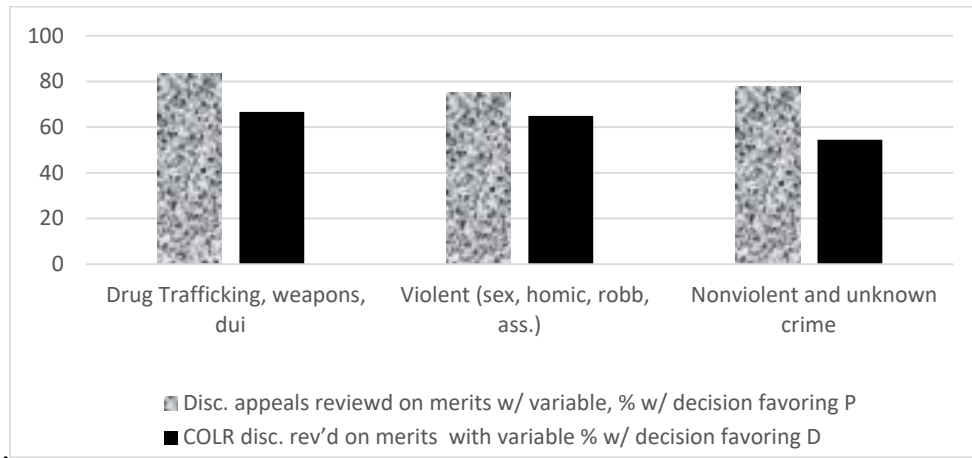 100
80
60
40
20
0
Drug Trafficking, weapons,
dui
Violent (sex, homic, robb,
ass.)
Nonviolent and unknown
crime
Disc. appeals reviewd on merits w/ variable, % w/ decision favoring P
COLR disc. rev’d on merits with variable % w/ decision favoring D